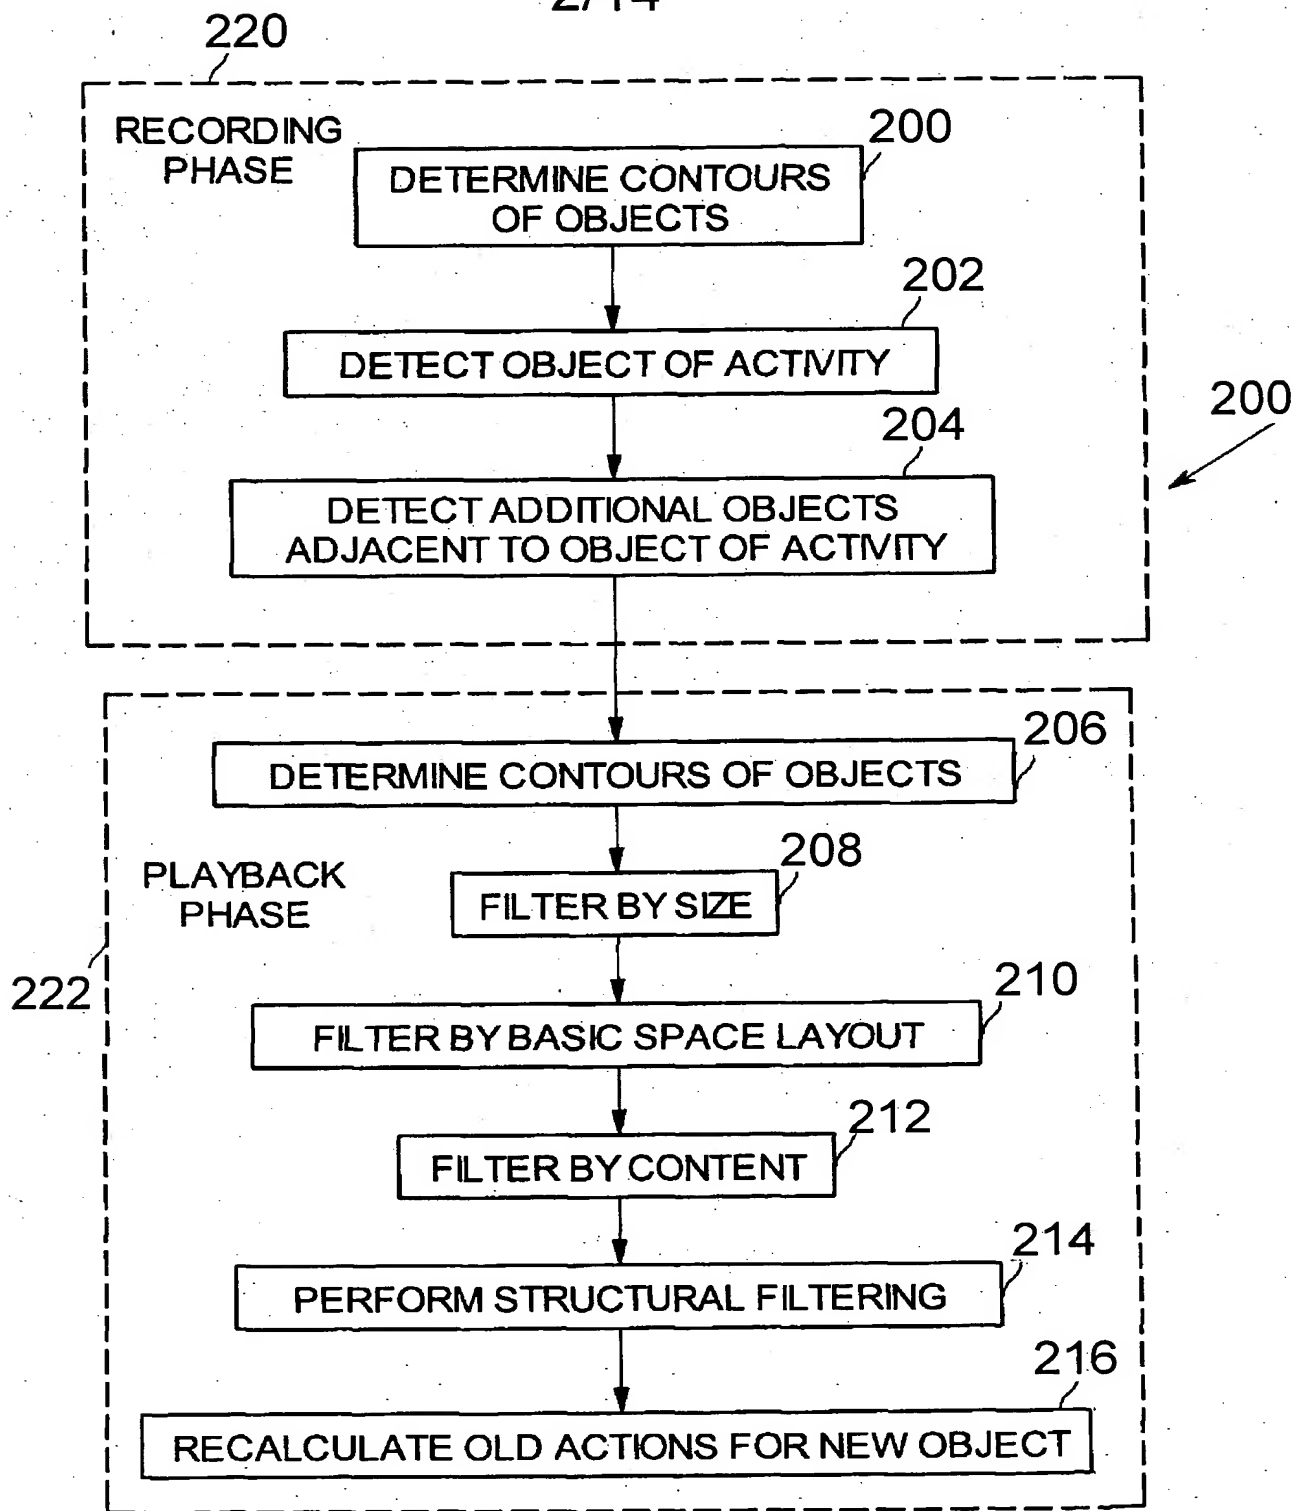 2/14
220
RECORDING
PHASE
200
DETERMINE CONTOURS
OF OBJECTS
202
DETECT OBJECT OF ACTIVITY
200
204
DETECT ADDITIONAL OBJECTS
ADJACENT TO OBJECT OF ACTIVITY
206
DETERMINE CONTOURS OF OBJECTS
PLAYBACK
PHASE
208
FILTER BY SIZE
222
210
FILTER BY BASIC SPACE LAYOUT
212
FILTER BY CONTENT
214
PERFORM STRUCTURAL FILTERING
216
RECALCULATE OLD ACTIONS FOR NEW OBJECT